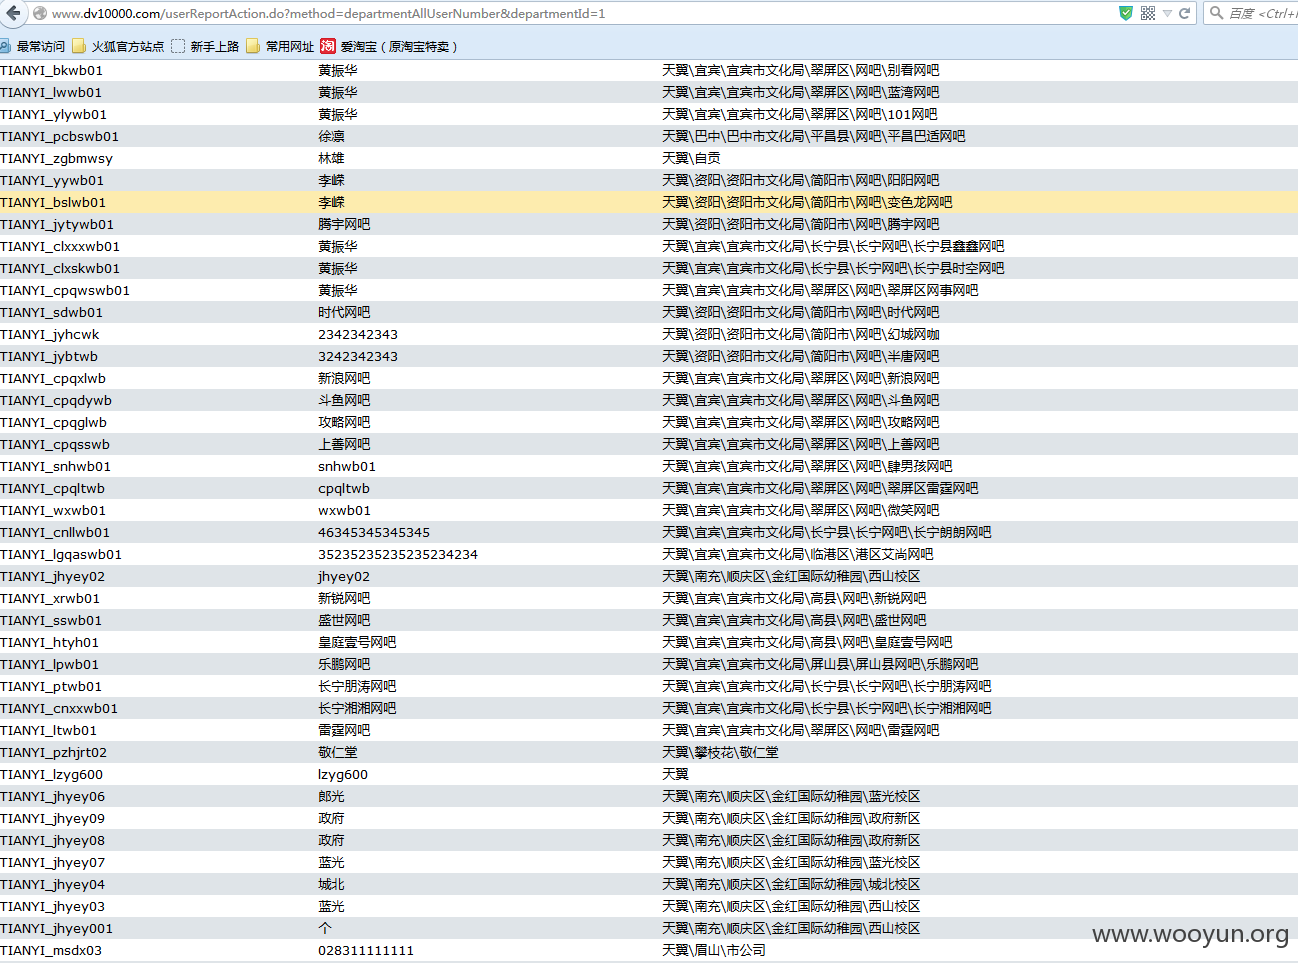 www.dv10000.com/userReportAction.do?method=departmentAllUserNumber&departmentId=1 百度 <Ctrl+
最常访问 火狐官方站点 新手上路 常用网址 淘 爱淘宝（原淘宝特卖）
TIANYI_bkwb01 黄振华 天翼\宜宾\宜宾市文化局\翠屏区\网吧\别看网吧
TIANYI_lwwb01 黄振华 天翼\宜宾\宜宾市文化局\翠屏区\网吧\蓝湾网吧
TIANYI_ylywb01 黄振华 天翼\宜宾\宜宾市文化局\翠屏区\网吧\101网吧
TIANYI_pcbswb01 徐凛 天翼\巴中\巴中市文化局\平昌县\网吧\平昌巴适网吧
TIANYI_zgbmwsy 林雄 天翼\自贡
TIANYI_yywb01 李嵘 天翼\资阳\资阳市文化局\简阳市\网吧\阳阳网吧
TIANYI_bslwb01 李嵘 天翼\资阳\资阳市文化局\简阳市\网吧\变色龙网吧
TIANYI_jytywb01 腾宇网吧 天翼\资阳\资阳市文化局\简阳市\网吧\腾宇网吧
TIANYI_clxxxwb01 黄振华 天翼\宜宾\宜宾市文化局\长宁县\长宁网吧\长宁县鑫鑫网吧
TIANYI_clxskwb01 黄振华 天翼\宜宾\宜宾市文化局\长宁县\长宁网吧\长宁县时空网吧
TIANYI_cpqwswb01 黄振华 天翼\宜宾\宜宾市文化局\翠屏区\网吧\翠屏区网事网吧
TIANYI_sdwb01 时代网吧 天翼\资阳\资阳市文化局\简阳市\网吧\时代网吧
TIANYI_jyhcwk 2342342343 天翼\资阳\资阳市文化局\简阳市\网吧\幻城网咖
TIANYI_jybtwb 3242342343 天翼\资阳\资阳市文化局\简阳市\网吧\半唐网吧
TIANYI_cpqxlwb 新浪网吧 天翼\宜宾\宜宾市文化局\翠屏区\网吧\新浪网吧
TIANYI_cpqdywb 斗鱼网吧 天翼\宜宾\宜宾市文化局\翠屏区\网吧\斗鱼网吧
TIANYI_cpqglwb 攻略网吧 天翼\宜宾\宜宾市文化局\翠屏区\网吧\攻略网吧
TIANYI_cpqsswb 上善网吧 天翼\宜宾\宜宾市文化局\翠屏区\网吧\上善网吧
TIANYI_snhwb01 snhwb01 天翼\宜宾\宜宾市文化局\翠屏区\网吧\肆男孩网吧
TIANYI_cpqltwb cpqltwb 天翼\宜宾\宜宾市文化局\翠屏区\网吧\翠屏区雷霆网吧
TIANYI_wxwb01 wxwb01 天翼\宜宾\宜宾市文化局\翠屏区\网吧\微笑网吧
TIANYI_cnllwb01 46345345345345 天翼\宜宾\宜宾市文化局\长宁县\长宁网吧\长宁朗朗网吧
TIANYI_lgqaswb01 35235235235235234234 天翼\宜宾\宜宾市文化局\临港区\港区艾尚网吧
TIANYI_jhyey02 jhyey02 天翼\南充\顺庆区\金红国际幼稚园\西山校区
TIANYI_xrwb01 新锐网吧 天翼\宜宾\宜宾市文化局\高县\网吧\新锐网吧
TIANYI_sswb01 盛世网吧 天翼\宜宾\宜宾市文化局\高县\网吧\盛世网吧
TIANYI_htyh01 皇庭壹号网吧 天翼\宜宾\宜宾市文化局\高县\网吧\皇庭壹号网吧
TIANYI_lpwb01 乐鹏网吧 天翼\宜宾\宜宾市文化局\屏山县\屏山县网吧\乐鹏网吧
TIANYI_ptwb01 长宁朋涛网吧 天翼\宜宾\宜宾市文化局\长宁县\长宁网吧\长宁朋涛网吧
TIANYI_cnxxwb01 长宁湘湘网吧 天翼\宜宾\宜宾市文化局\长宁县\长宁网吧\长宁湘湘网吧
TIANYI_ltwb01 雷霆网吧 天翼\宜宾\宜宾市文化局\翠屏区\网吧\雷霆网吧
TIANYI_pzhjrt02 敬仁堂 天翼\攀枝花\敬仁堂
TIANYI_lzyg600 lzyg600 天翼
TIANYI_jhyey06 郎光 天翼\南充\顺庆区\金红国际幼稚园\蓝光校区
TIANYI_jhyey09 政府 天翼\南充\顺庆区\金红国际幼稚园\政府新区
TIANYI_jhyey08 政府 天翼\南充\顺庆区\金红国际幼稚园\政府新区
TIANYI_jhyey07 蓝光 天翼\南充\顺庆区\金红国际幼稚园\蓝光校区
TIANYI_jhyey04 城北 天翼\南充\顺庆区\金红国际幼稚园\城北校区
TIANYI_jhyey03 蓝光 天翼\南充\顺庆区\金红国际幼稚园\西山校区
TIANYI_jhyey001 个 天翼\南充\顺庆区\金红国际幼稚园\西山校区
TIANYI_msdx03 028311111111 天翼\眉山\市公司
www.wooyun.org